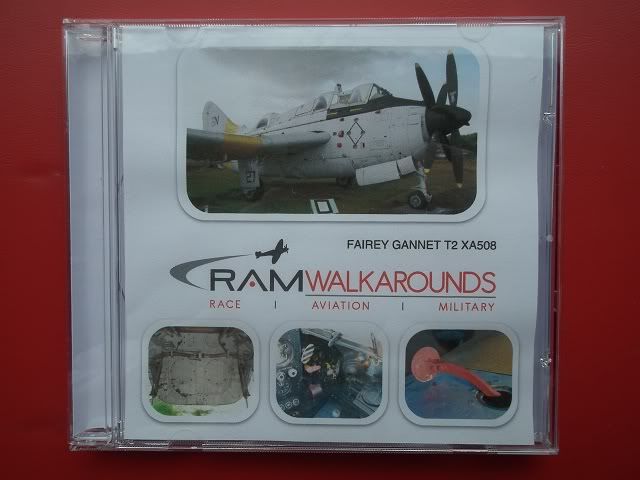 FAIREY GANNET T2 XA508
RAMWALKAROUNDS
RACE | AVIATION | MILITARY